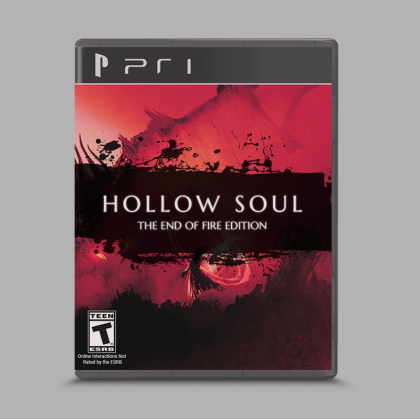 PRI
HOLLOW SOUL
THE END OF FIRE EDITION
TEEN
T
ESRB
Online Interactions Not
Rated by the ESRB